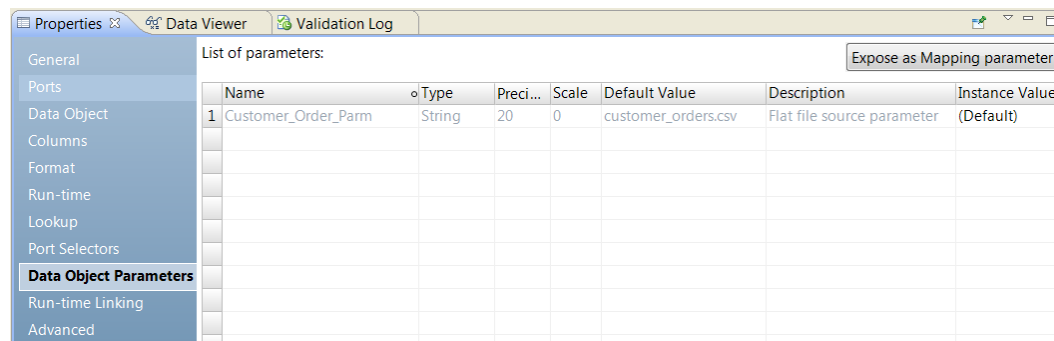 Properties Data Viewer Validation Log
List of parameters:
Expose as Mapping parameter
General
Ports
Data Object
Columns
Format
Run-time
Lookup
Port Selectors
Data Object Parameters
Run-time Linking
Advanced
Name Type Preci... Scale Default Value Description Instance Value
1 Customer_Order_Parm String 20 0 customer_orders.csv Flat file source parameter (Default)